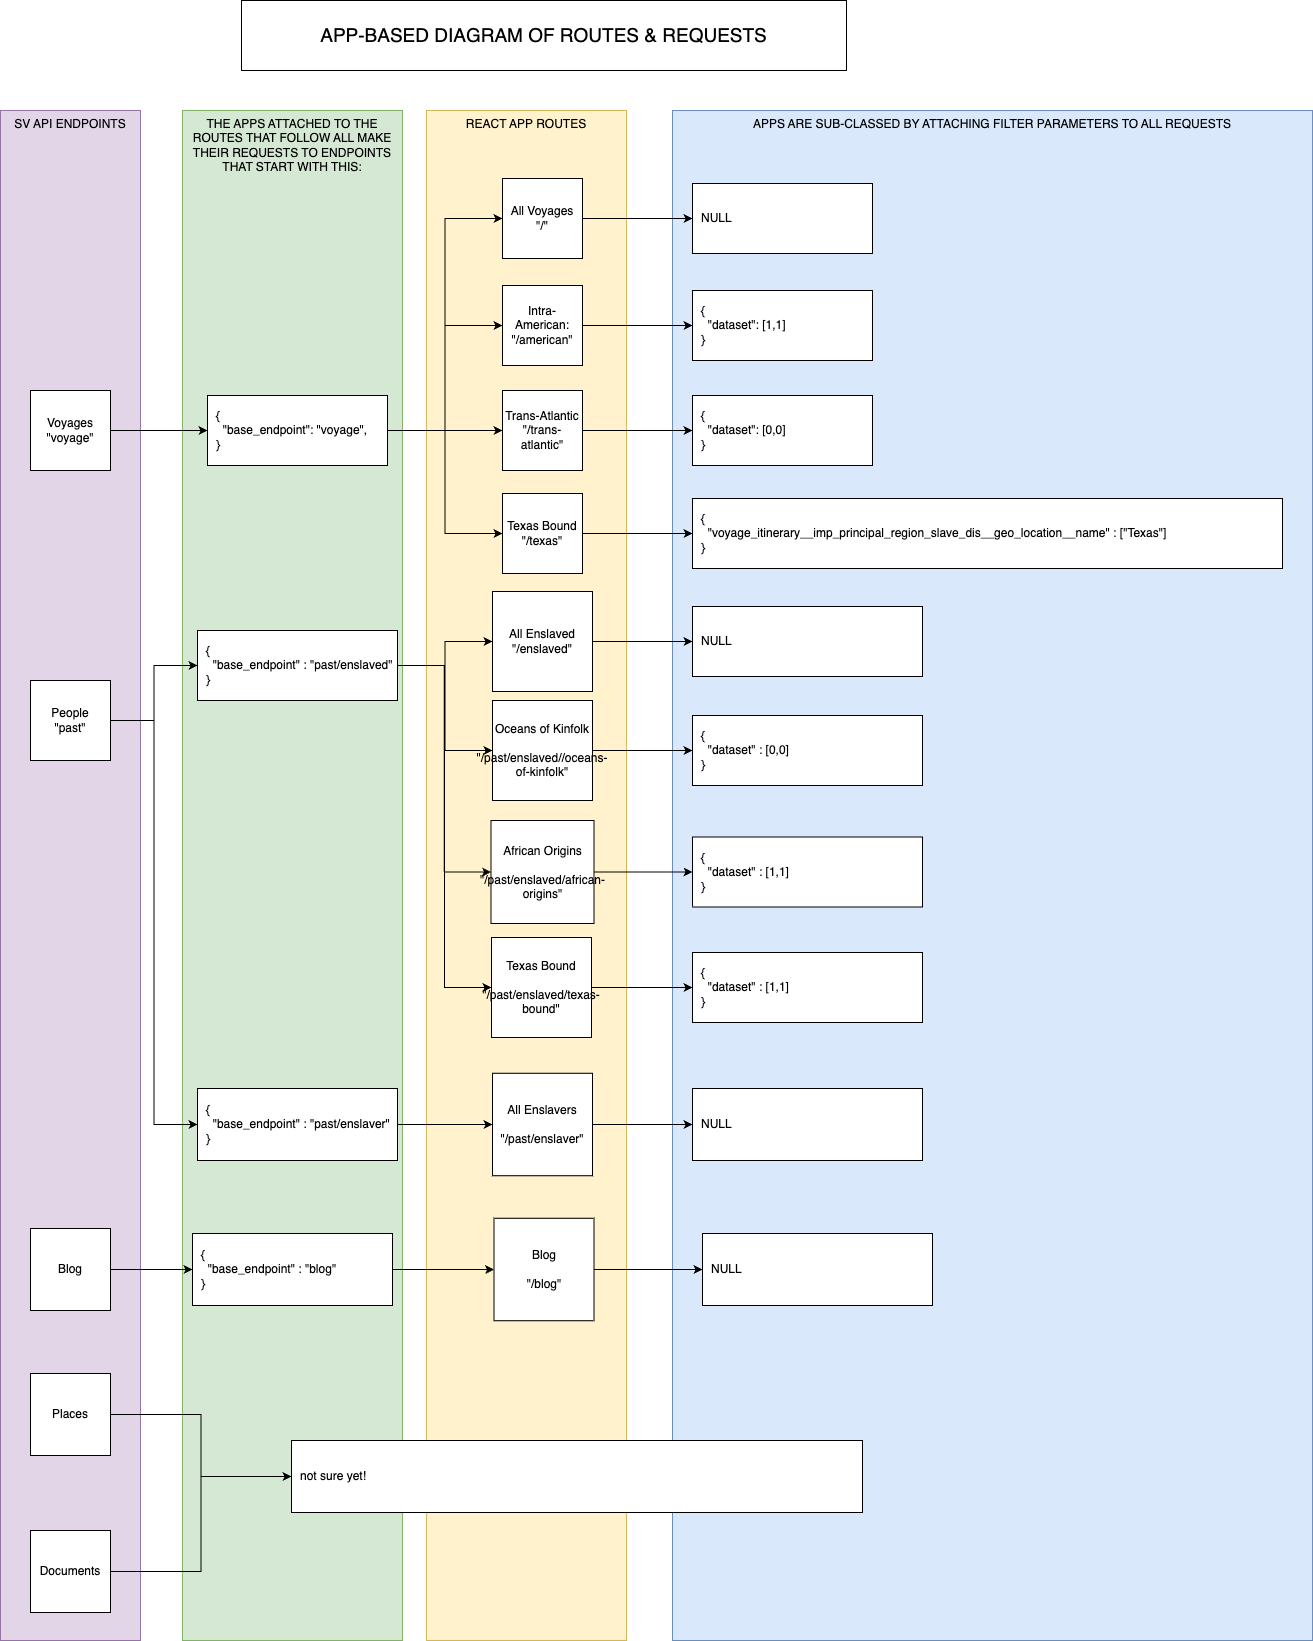 APP-BASED DIAGRAM OF ROUTES & REQUESTS
SV API ENDPOINTS
THE APPS ATTACHED TO THE
ROUTES THAT FOLLOW ALL MAKE
THEIR REQUESTS TO ENDPOINTS
THAT START WITH THIS:
REACT APP ROUTES
APPS ARE SUB-CLASSED BY ATTACHING FILTER PARAMETERS TO ALL REQUESTS
All Voyages
"/"
NULL
Intra-
American:
"/american"
{
"dataset": [1,1]
}
Voyages
"voyage"
{
"base_endpoint": "voyage",
}
Trans-Atlantic
"/trans-
atlantic"
{
"dataset": [0,0]
}
Texas Bound
"/texas"
{
"voyage_itinerary__imp_principal_region_slave_dis__geo_location__name" : ["Texas"]
}
People
"past"
{
"base_endpoint" : "past/enslaved"
}
All Enslaved
"/enslaved"
NULL
Oceans of Kinfolk
"/past/enslaved//oceans-
of-kinfolk"
{
"dataset" : [0,0]
}
African Origins
"/past/enslaved/african-
origins"
{
"dataset" : [1,1]
}
Texas Bound
"/past/enslaved/texas-
bound"
{
"dataset" : [1,1]
}
{
"base_endpoint" : "past/enslaver"
}
All Enslavers
"/past/enslaver"
NULL
Blog
{
"base_endpoint" : "blog"
}
Blog
"/blog"
NULL
Places
not sure yet!
Documents